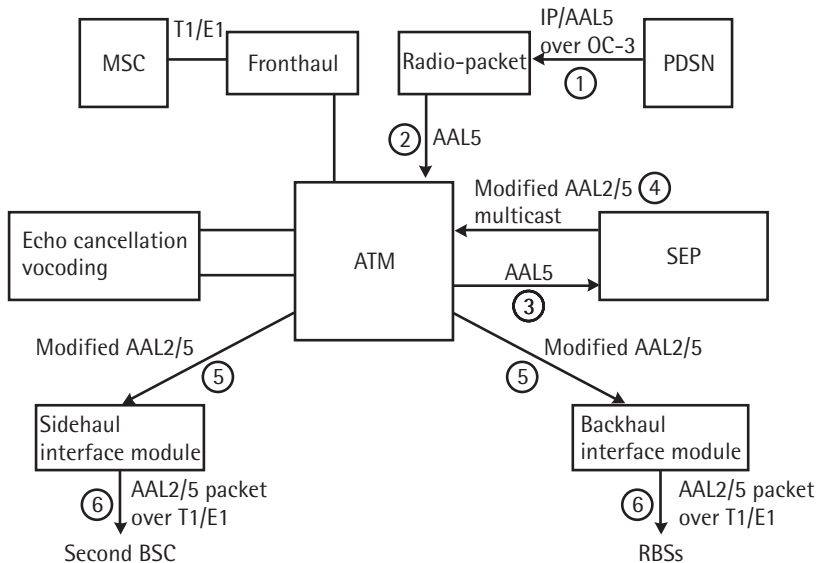 IP/AAL5
over OC-3
T1/E1
MSC
Fronthaul
Radio-packet
PDSN
1
2
AAL5
Modified AAL2/5 4
multicast
Echo cancellation
vocoding
ATM
SEP
AAL5
3
Modified AAL2/5
5
Modified AAL2/5
5
Sidehaul
interface module
Backhaul
interface module
6
AAL2/5 packet
over T1/E1
6
AAL2/5 packet
over T1/E1
Second BSC
RBSs